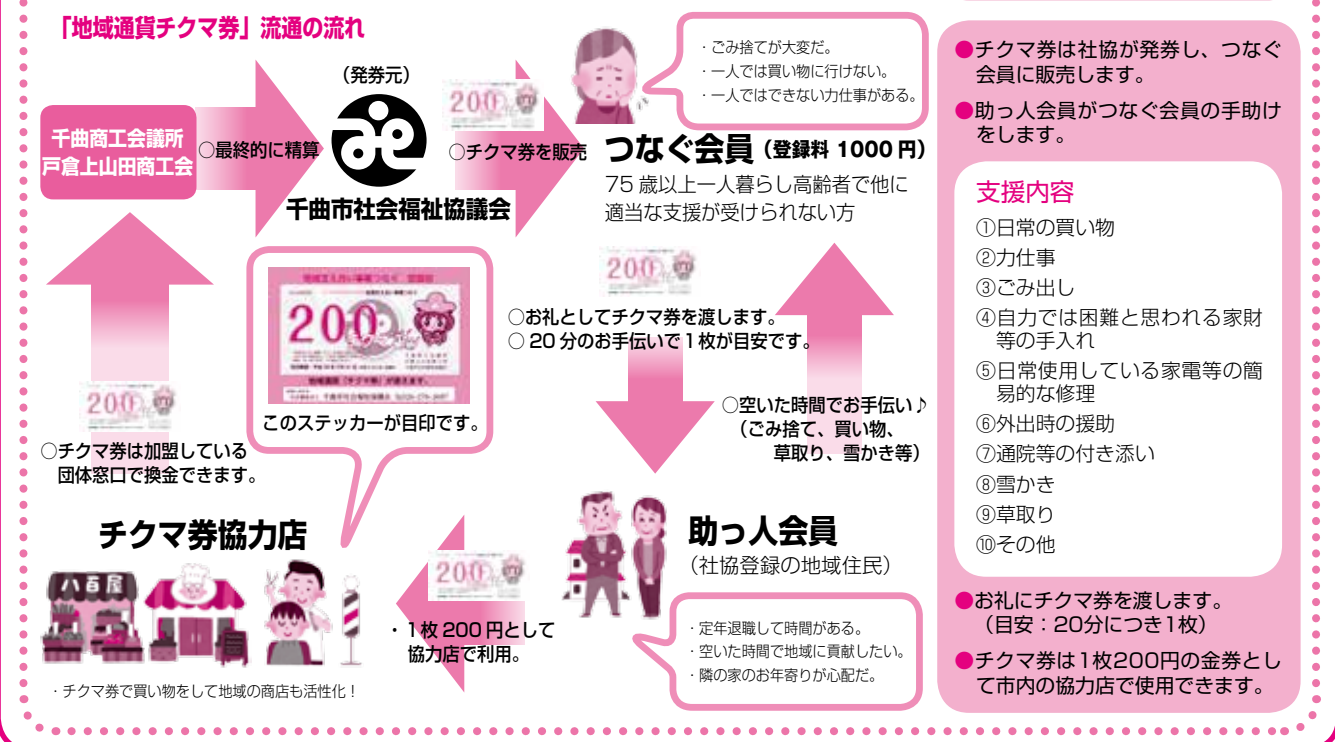 「地域通貨チクマ券」流通の流れ
千曲商工会議所
戸倉上山田商工会
○最終的に精算
（発券元）
千曲市社会福祉協議会
200
○チクマ券を販売
・ごみ捨てが大変だ。
・一人では買い物に行けない。
・一人ではできない力仕事がある。
つなぐ会員（登録料 1000 円）
75 歳以上一人暮らし高齢者で他に
適当な支援が受けられない方
200
○お礼としてチクマ券を渡します。
○ 20 分のお手伝いで 1 枚が目安です。
○空いた時間でお手伝い♪
（ごみ捨て、買い物、
草取り、雪かき等）
助っ人会員
（社協登録の地域住民）
・定年退職して時間がある。
・空いた時間で地域に貢献したい。
・隣の家のお年寄りが心配だ。
200
・1 枚 200 円として
協力店で利用。
200
地域通貨「チクマ券」が使えます。
このステッカーが目印です。
200
○チクマ券は加盟している
団体窓口で換金できます。
チクマ券協力店
八百屋
・チクマ券で買い物をして地域の商店も活性化！
●チクマ券は社協が発券し、つなぐ
会員に販売します。
●助っ人会員がつなぐ会員の手助け
をします。
支援内容
①日常の買い物
②力仕事
③ごみ出し
④自力では困難と思われる家財
等の手入れ
⑤日常使用している家電等の簡
易的な修理
⑥外出時の援助
⑦通院等の付き添い
⑧雪かき
⑨草取り
⑩その他
●お礼にチクマ券を渡します。
（目安：20分につき1枚）
●チクマ券は1枚200円の金券とし
て市内の協力店で使用できます。